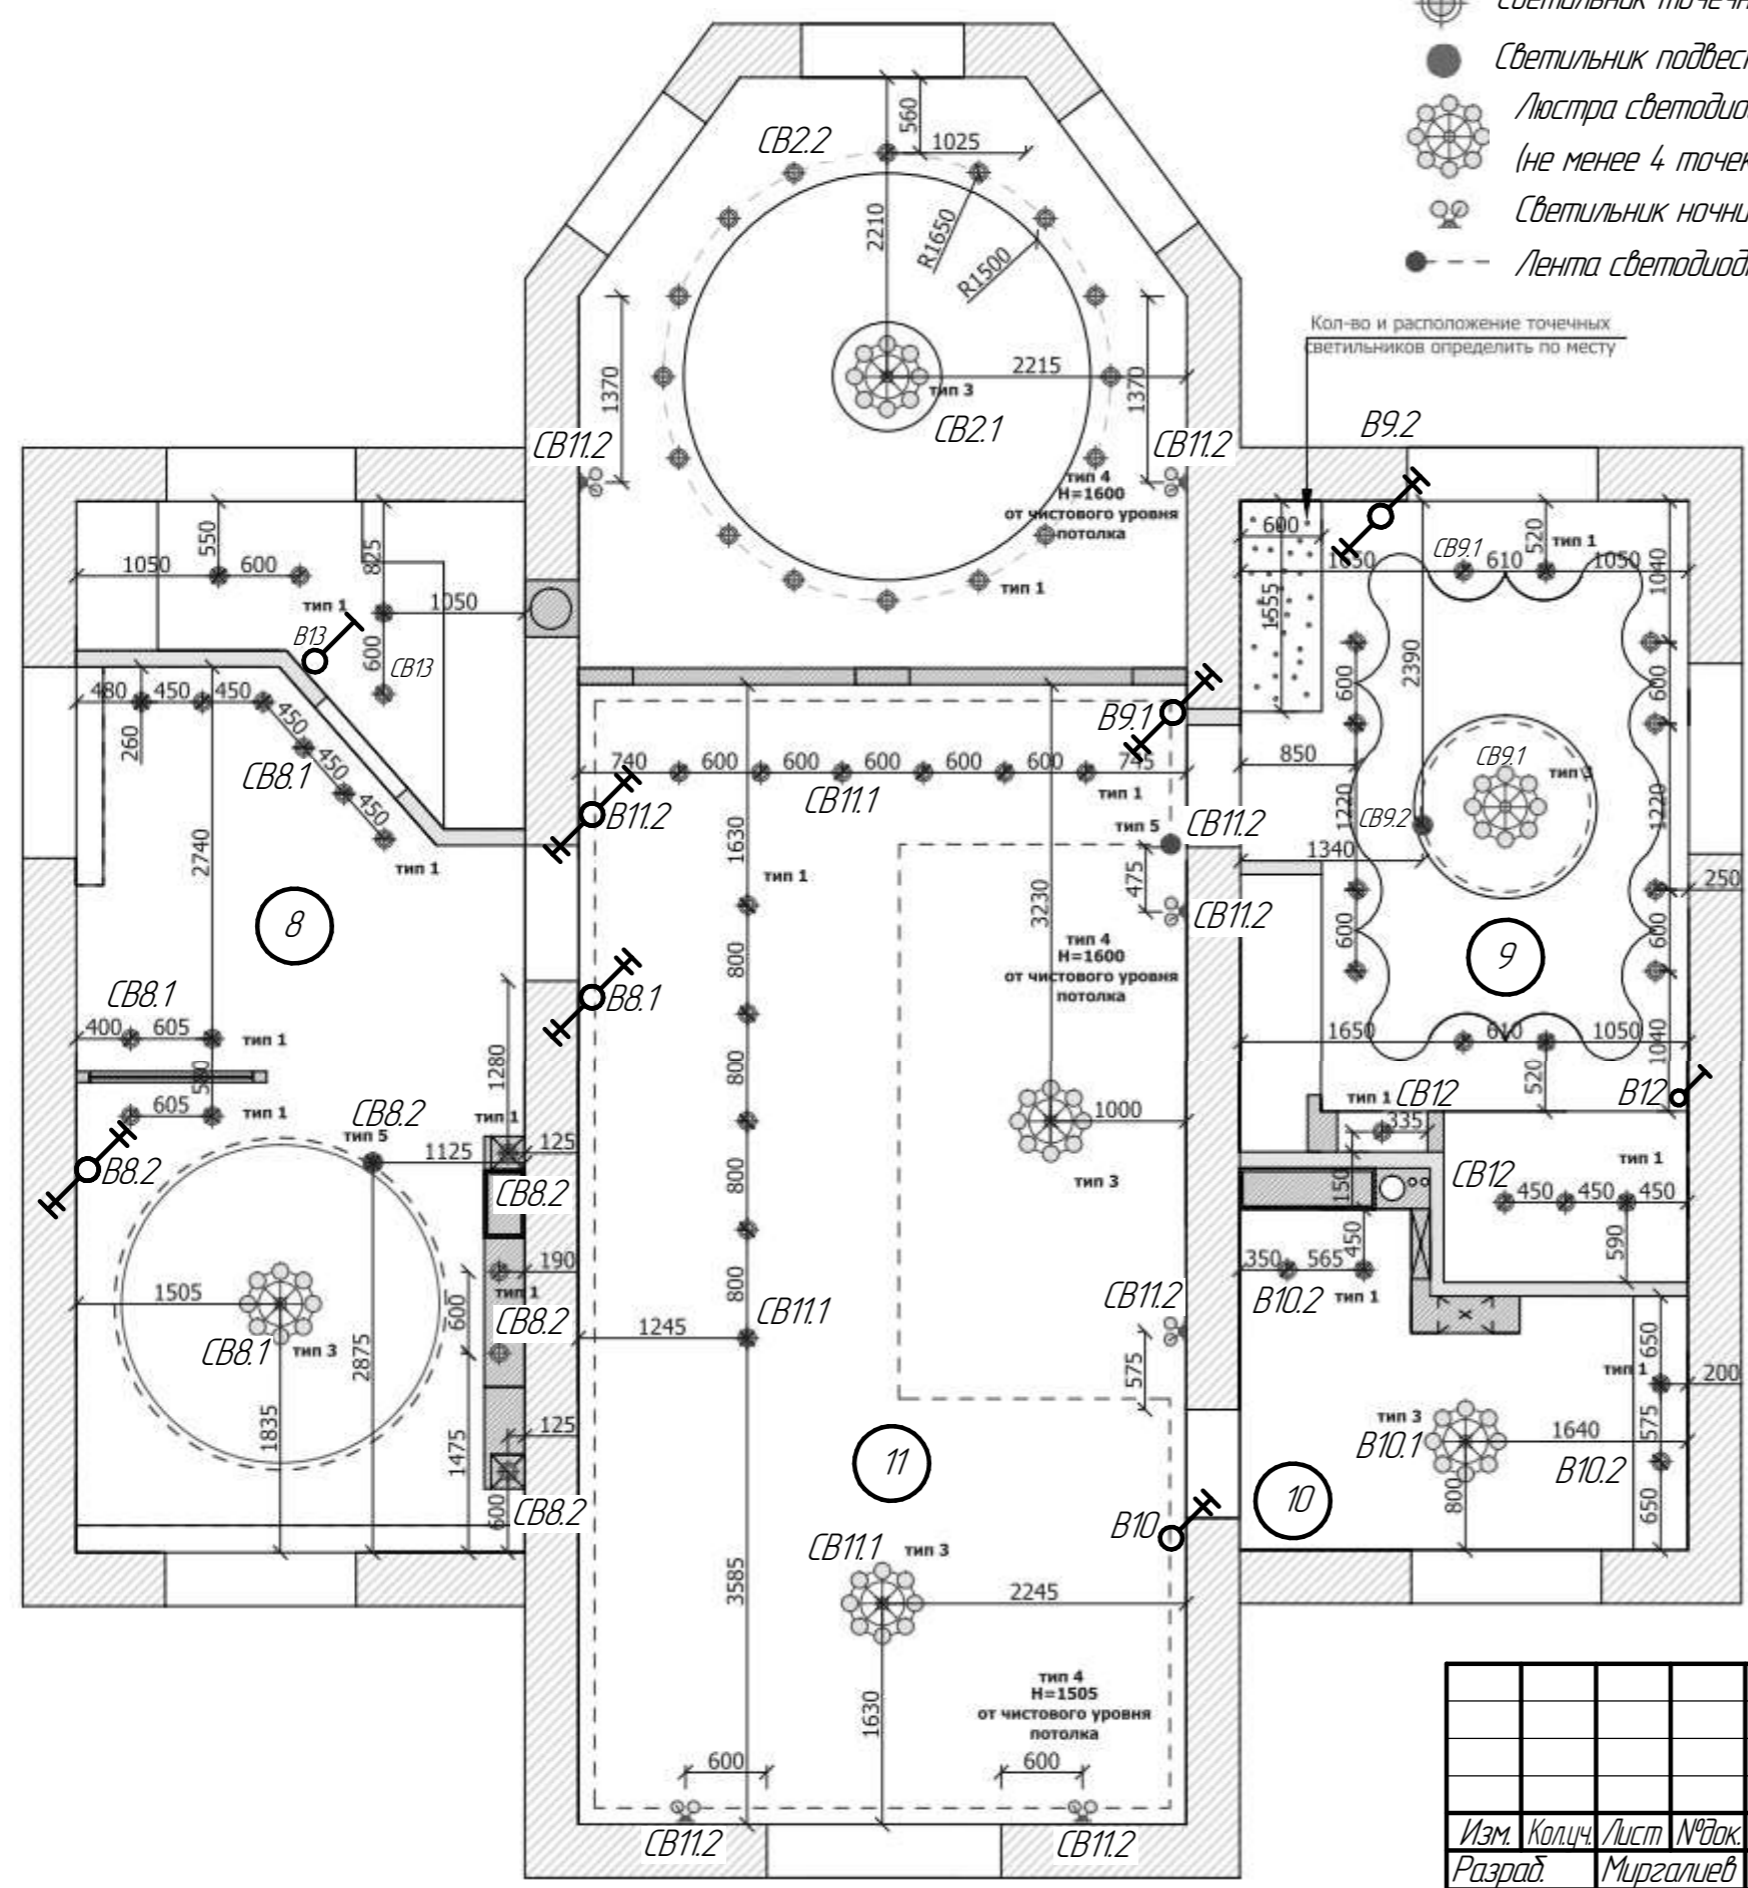 Светильник точечн
Светильник подвес
Люстра светодио
(не менее 4 точек
Светильник ночни
Лента светодиод
Кол-во и расположение точечных
светильников определить по месту
560
1025
СВ2.2
2210
R1650
R1500
1370
2215
1370
тип 3
СВ2.1
СВ11.2
СВ11.2
тип 4
H=1600
от чистового уровня
потолка
тип 1
В9.2
550
825
1050
600
тип 1
1050
В13
600
СВ13
600
1555
1650
СВ9.1
610
520
тип 1
1050
1040
480
450
450
260
450
450
450
СВ8.1
тип 1
2740
600
2390
600
В9.1
740
600
600
600
600
600
745
СВ11.1
тип 1
В11.2
850
СВ9.1
тип 3
1630
тип 1
тип 5
СВ11.2
1220
СВ9.2
1220
1340
3230
475
СВ11.2
250
8
800
тип 4
H=1600
от чистового уровня
потолка
600
9
600
СВ8.1
В8.1
400
605
тип 1
1280
800
1650
610
1050
1040
580
520
605
тип 1
СВ8.2
тип 5
тип 1
1000
тип 1
СВ12
В12
335
1125
125
В8.2
800
тип 3
150
СВ12
тип 1
СВ8.2
450
450
450
190
350
565
450
590
тип 1
1505
600
800
СВ11.2
В10.2
тип 1
СВ8.2
СВ11.1
СВ8.1
тип 3
2875
1245
575
650
тип 1
200
1835
1475
125
11
тип 3
В10.1
1640
575
В10.2
600
СВ8.2
10
В10
800
650
СВ11.1
тип 3
3585
2245
1630
тип 4
H=1505
от чистового уровня
потолка
600
600
СВ11.2
СВ11.2
Изм. Кол.уч. Лист №док.
Разраб. Миргалиев